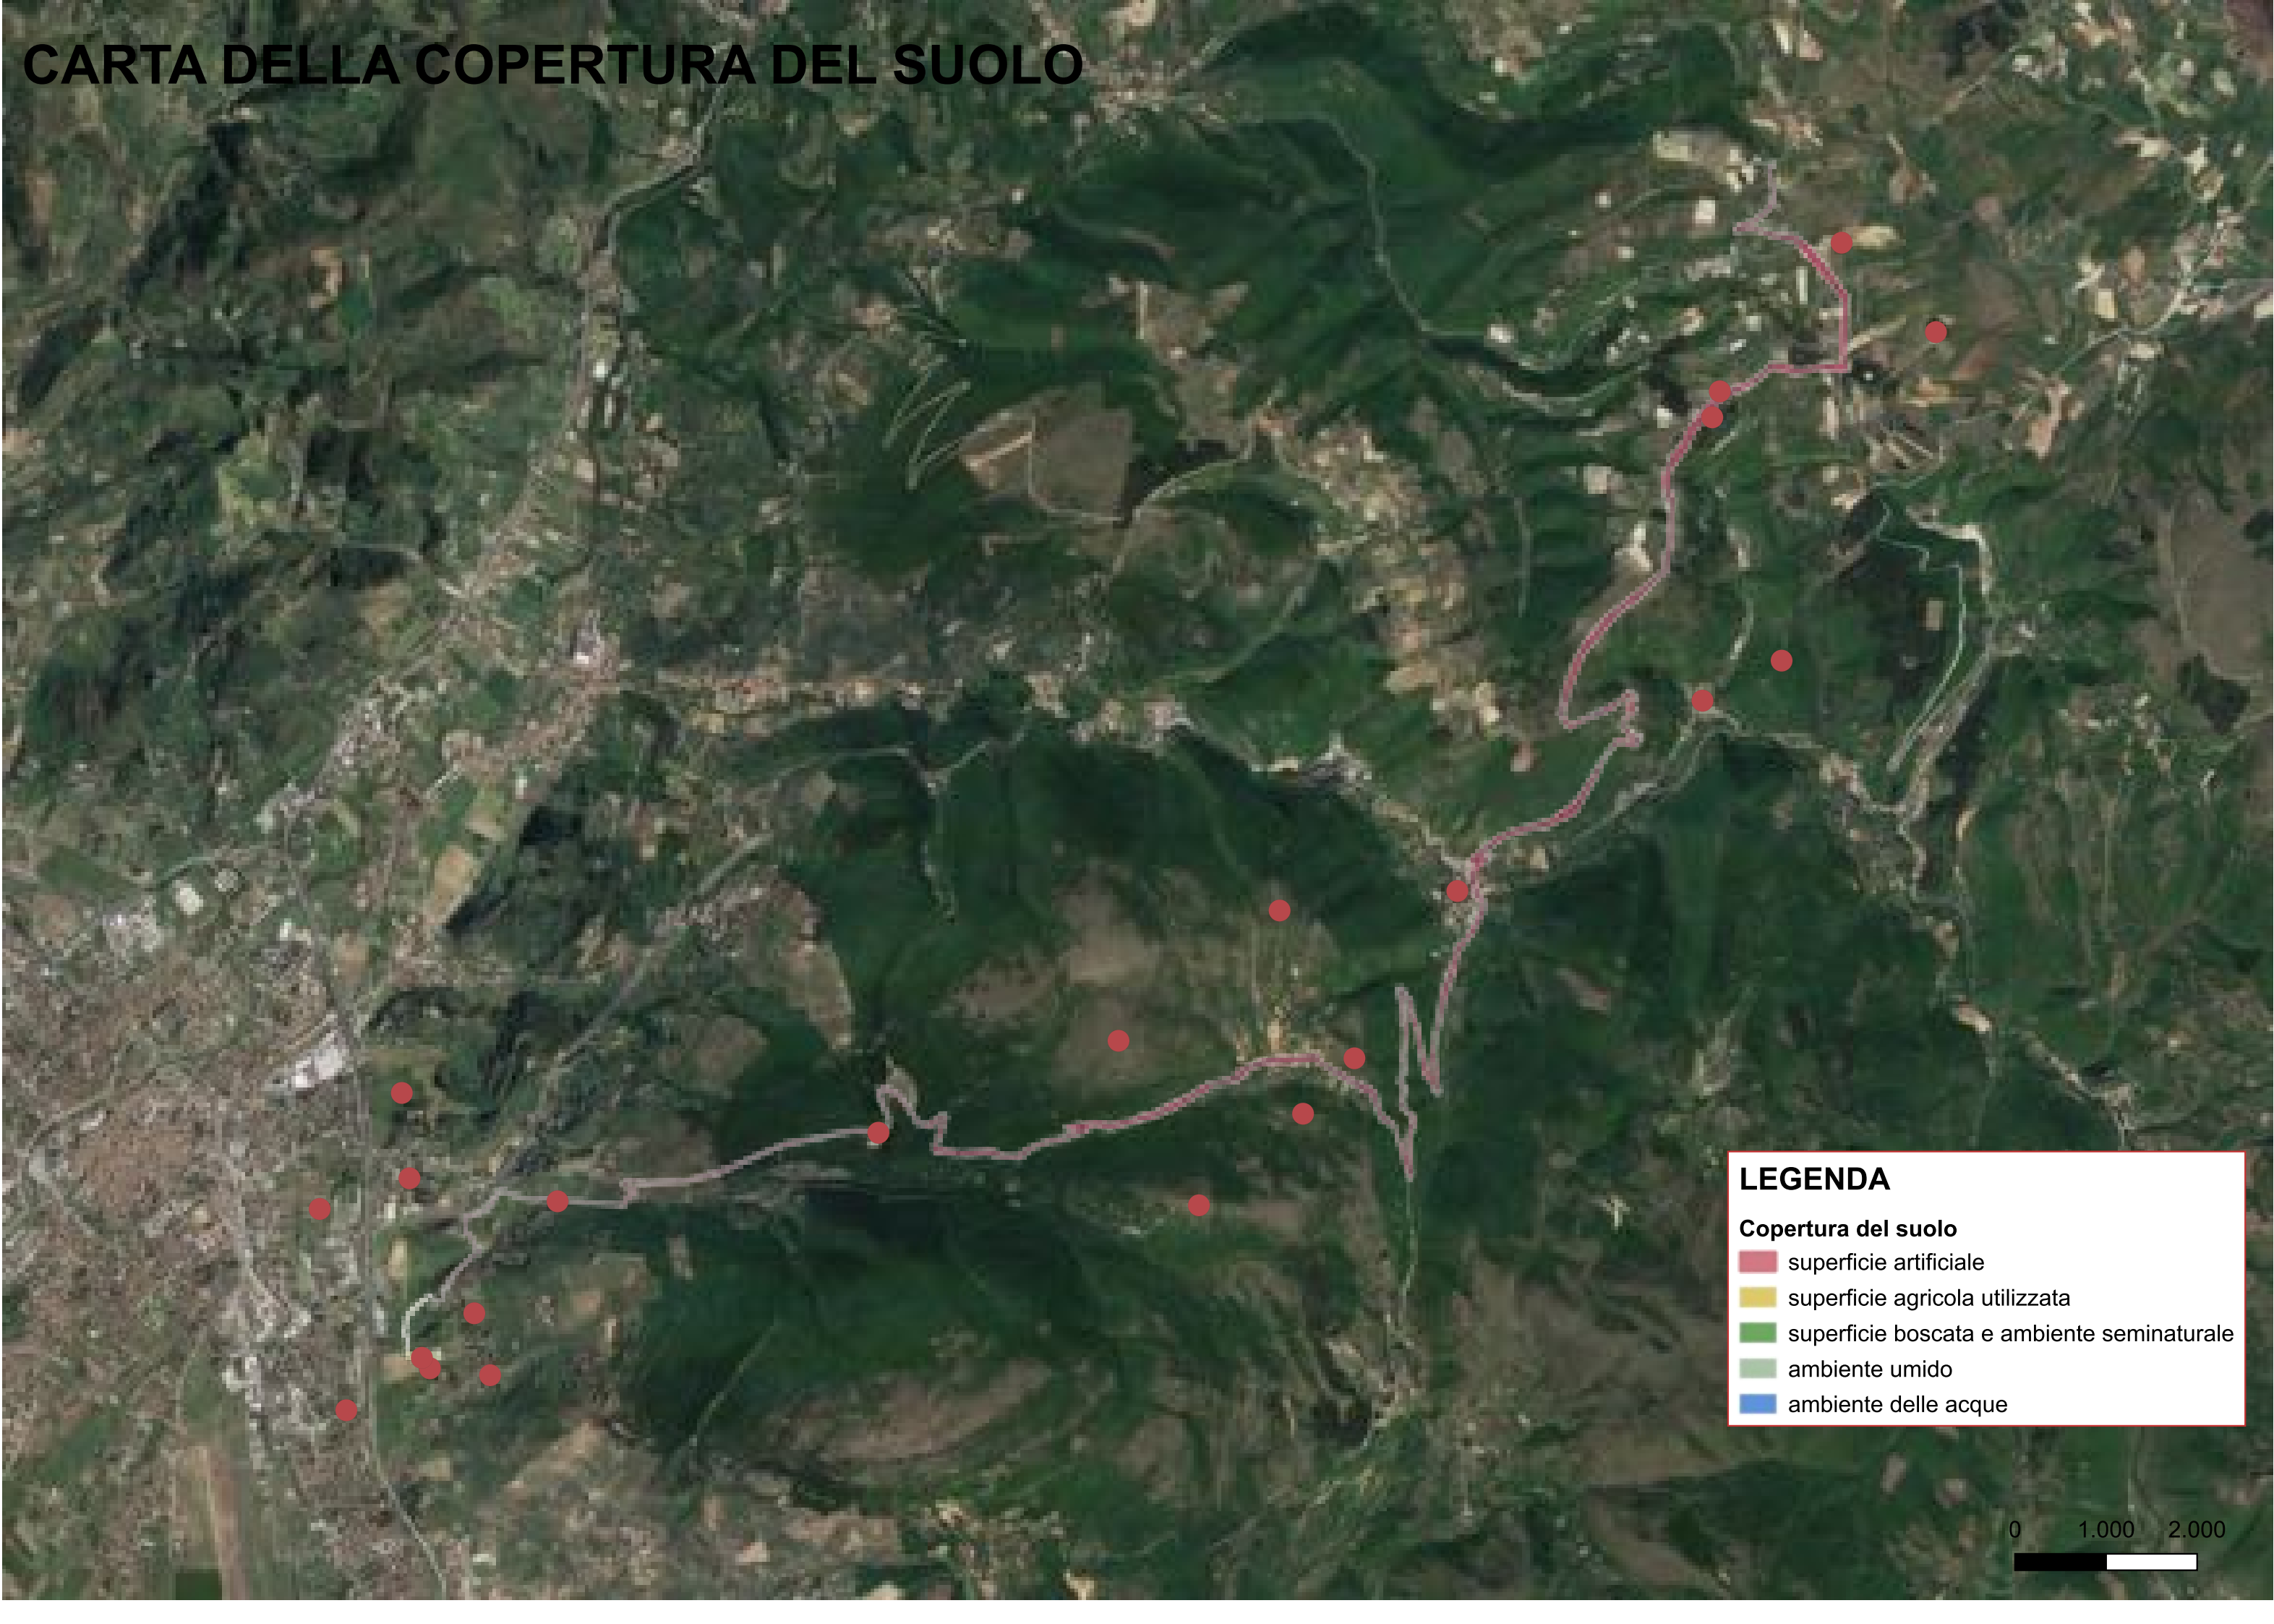 CARTA DELLA COPERTURA DEL SUOLO
LEGENDA
Copertura del suolo
superficie artificiale
superficie agricola utilizzata
superficie boscata e ambiente seminaturale
ambiente umido
ambiente delle acque
0 1.000 2.000